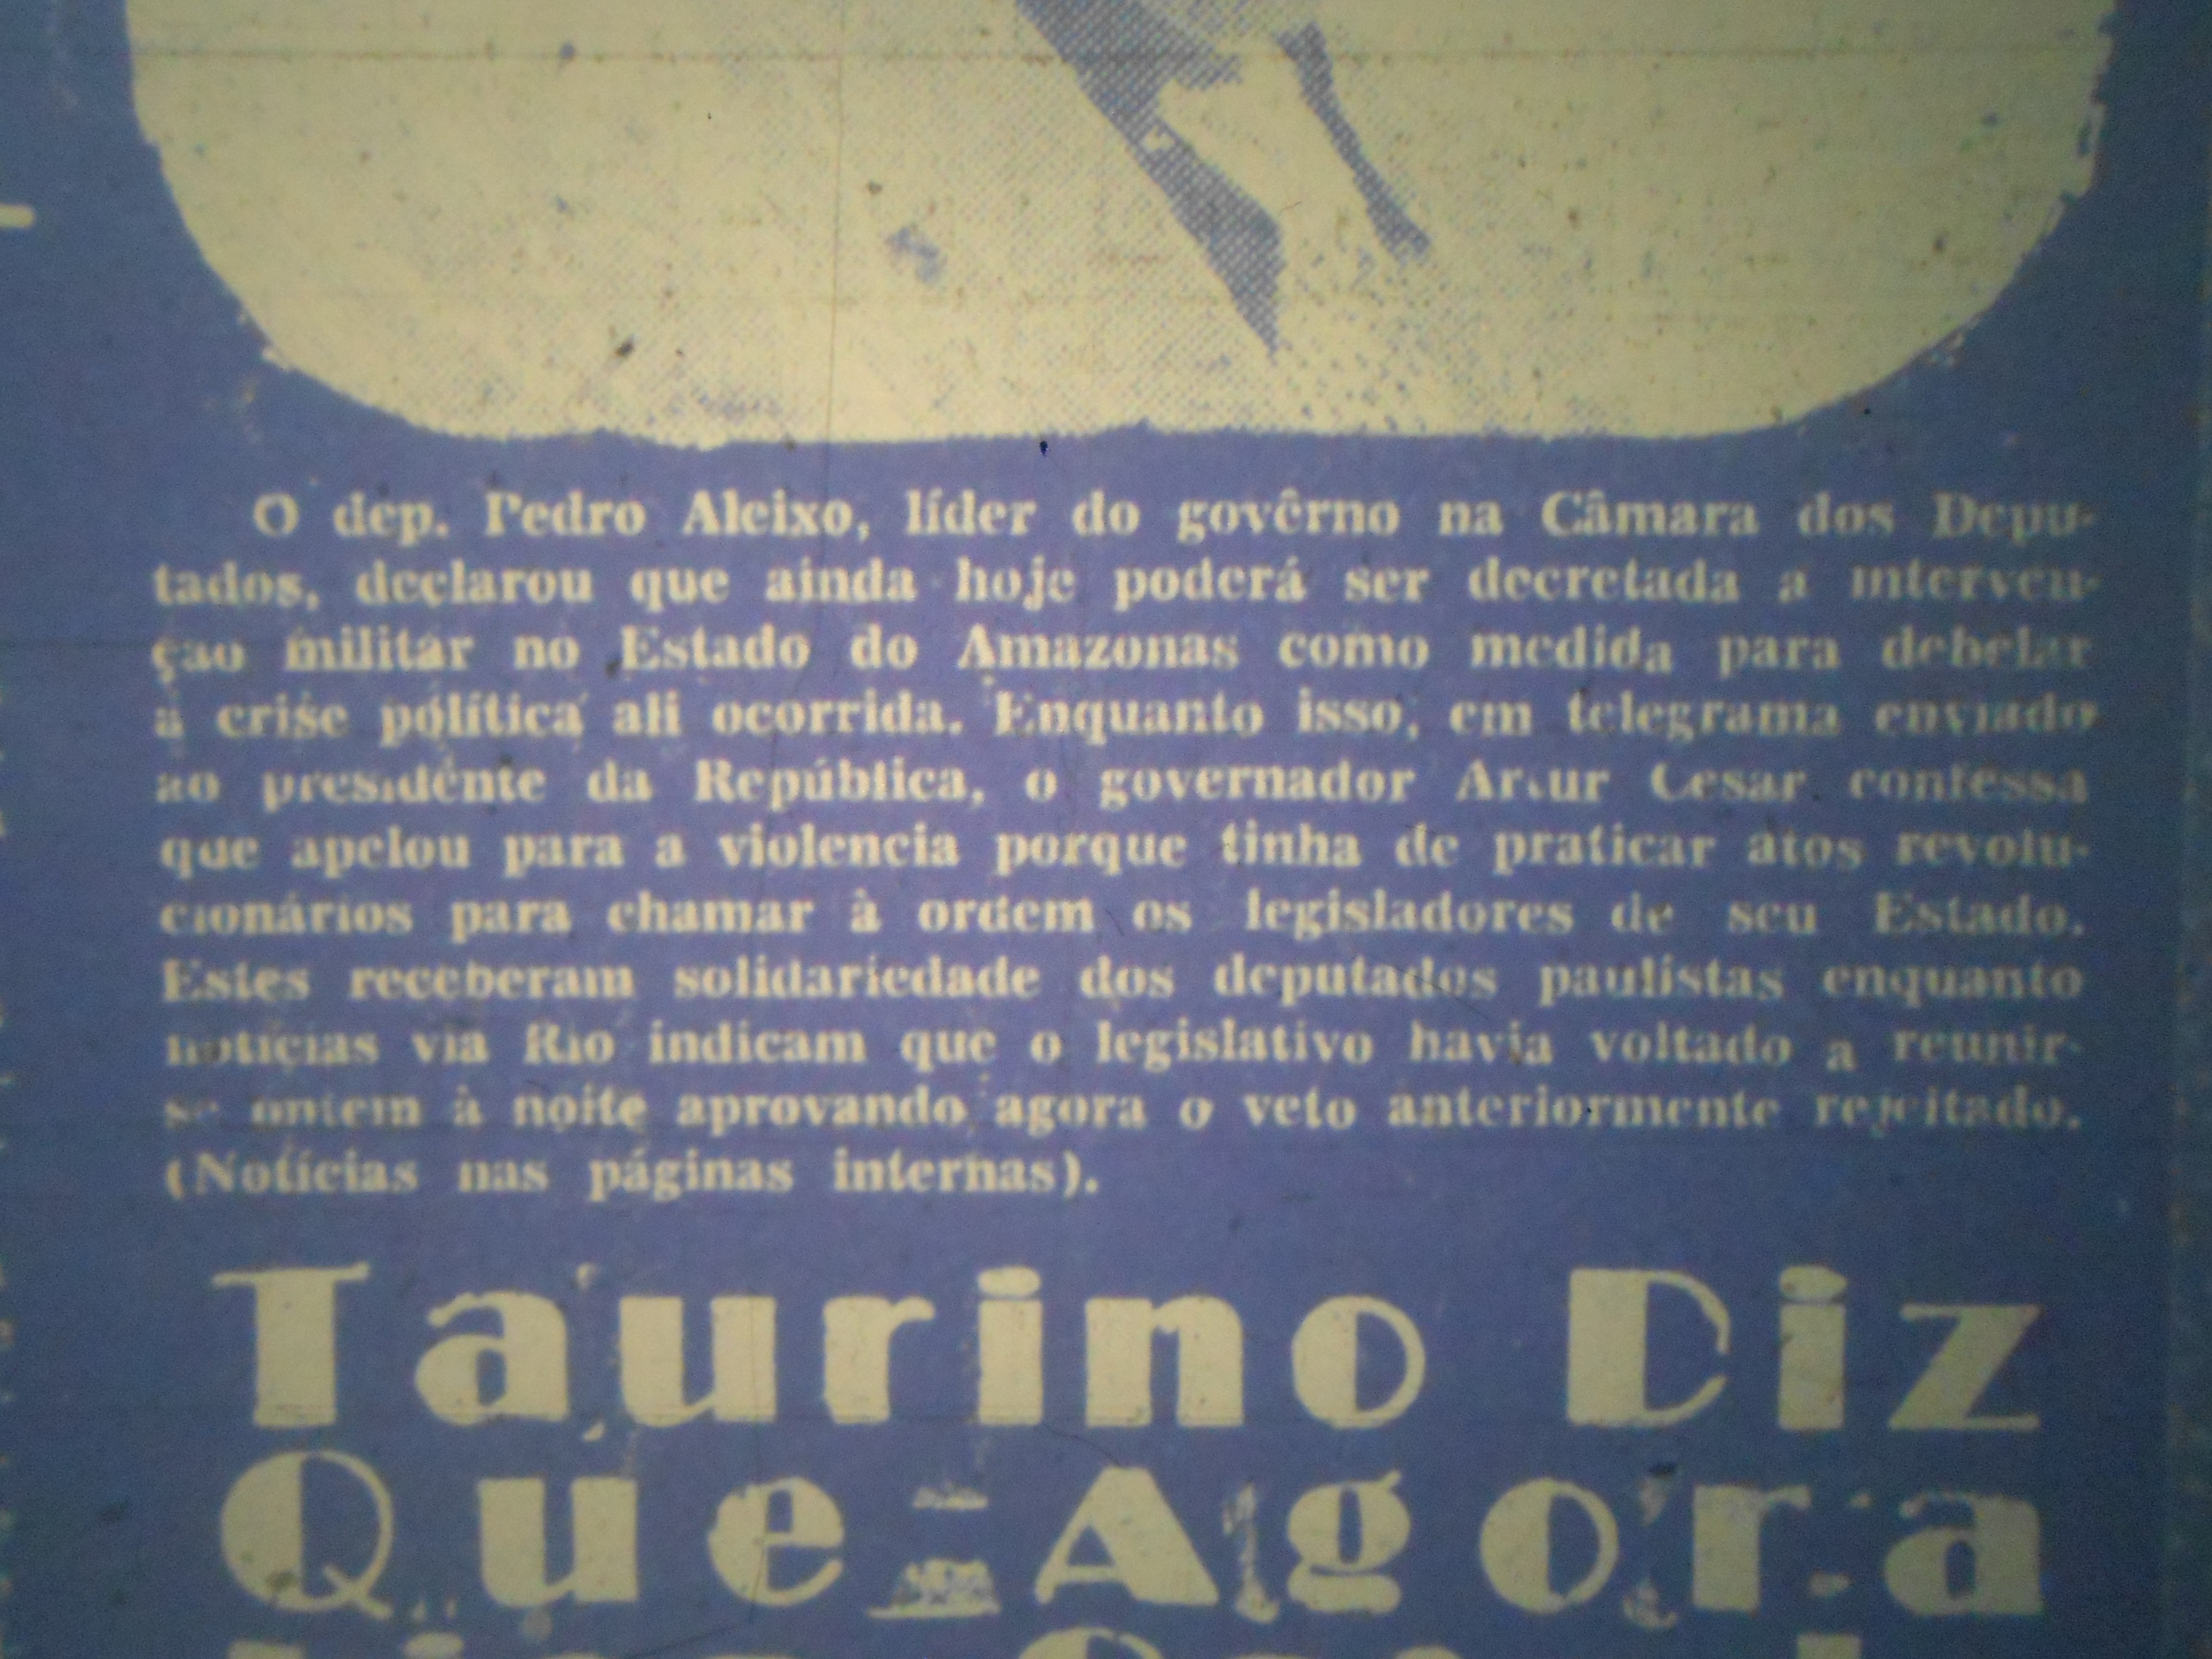 O dep. Pedro Aleixo, líder do govêrno na Câmara dos Depu-
tados, declarou que ainda hoje poderá ser decretada a interven-
ção militar no Estado do Amazonas como medida para debelar
a crise política ali ocorrida. Enquanto isso, em telegrama enviado
ao presidente da República, o governador Artur Cesar confessa
que apelou para a violencia porque tinha de praticar atos revolu-
cionários para chamar à ordem os legisladores de seu Estado.
Estes receberam solidariedade dos deputados paulistas enquanto
notícias via Rio indicam que o legislativo havia voltado a reunir-
se ontem à noite aprovando agora o veto anteriormente rejeitado.
(Notícias nas páginas internas).
Taurino Diz
Que Agora